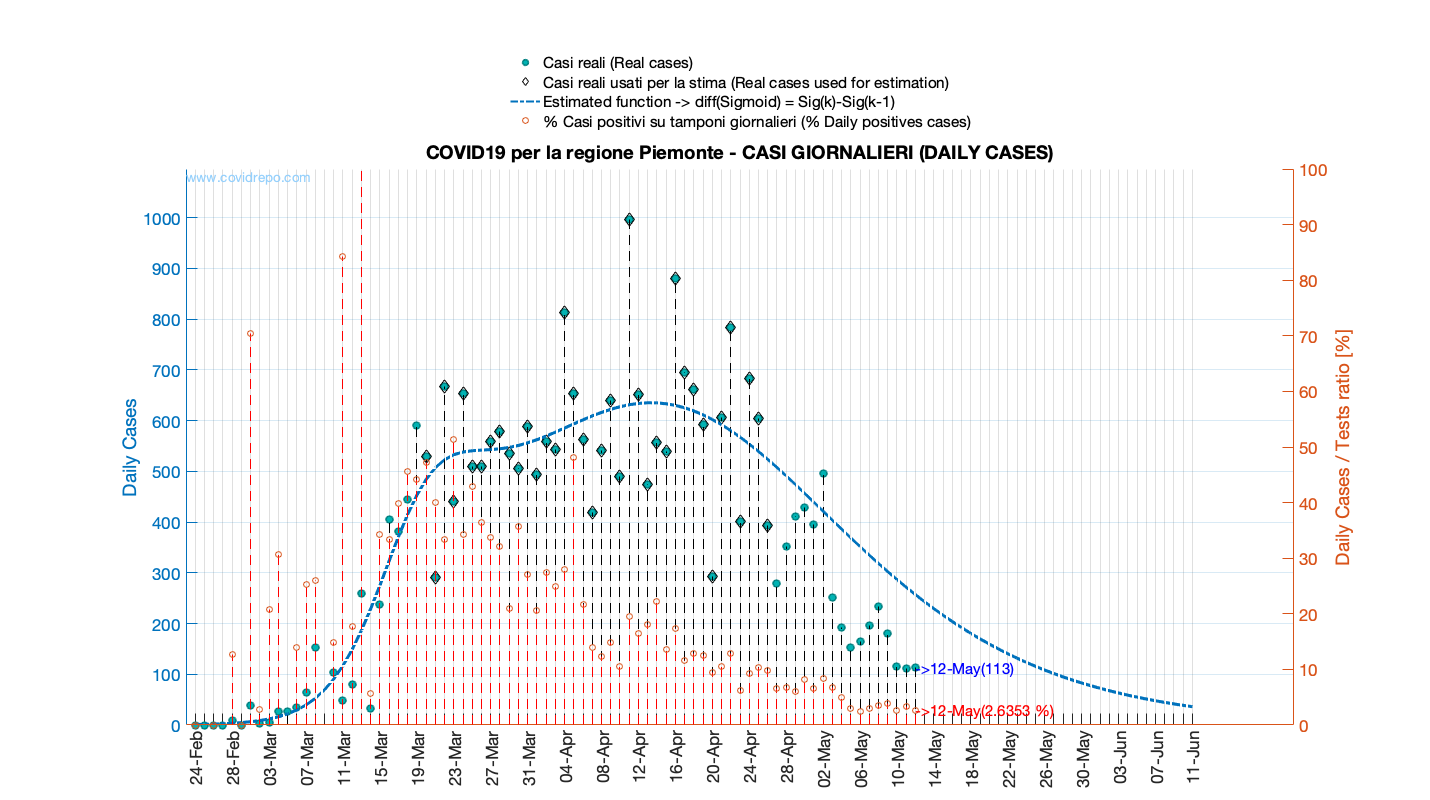 Casi reali (Real cases)
Casi reali usati per la stima (Real cases used for estimation)
Estimated function -> diff(Sigmoid) = Sig(k)-Sig(k-1)
% Casi positivi su tamponi giornalieri (% Daily positives cases)
COVID19 per la regione Piemonte - CASI GIORNALIERI (DAILY CASES)
www.covidrepo.com
Daily Cases
1000
900
800
700
600
500
400
300
200
100
0
100
90
80
70
60
50
40
30
20
10
0
Daily Cases / Tests ratio [%]
->12-May(113)
->12-May(2.6353 %)
24-Feb
28-Feb
03-Mar
07-Mar
11-Mar
15-Mar
19-Mar
23-Mar
27-Mar
31-Mar
04-Apr
08-Apr
12-Apr
16-Apr
20-Apr
24-Apr
28-Apr
02-May
06-May
10-May
14-May
18-May
22-May
26-May
30-May
03-Jun
07-Jun
11-Jun